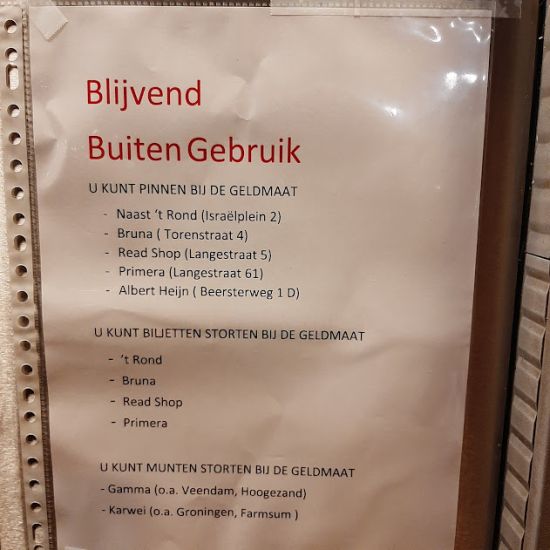 Blijvend
Buiten Gebruik
U KUNT PINNEN BIJ DE GELDMAAT
- Naast ‘t Rond (Israëlplein 2)
- Bruna ( Torenstraat 4)
- Read Shop (Langestraat 5)
- Primera (Langestraat 61)
- Albert Heijn ( Beersterweg 1 D)
U KUNT BILJETTEN STORTEN BIJ DE GELDMAAT
- ‘t Rond
- Bruna
- Read Shop
- Primera
U KUNT MUNTEN STORTEN BIJ DE GELDMAAT
- Gamma (o.a. Veendam, Hoogezand)
- Karwei (o.a. Groningen, Farmsum )